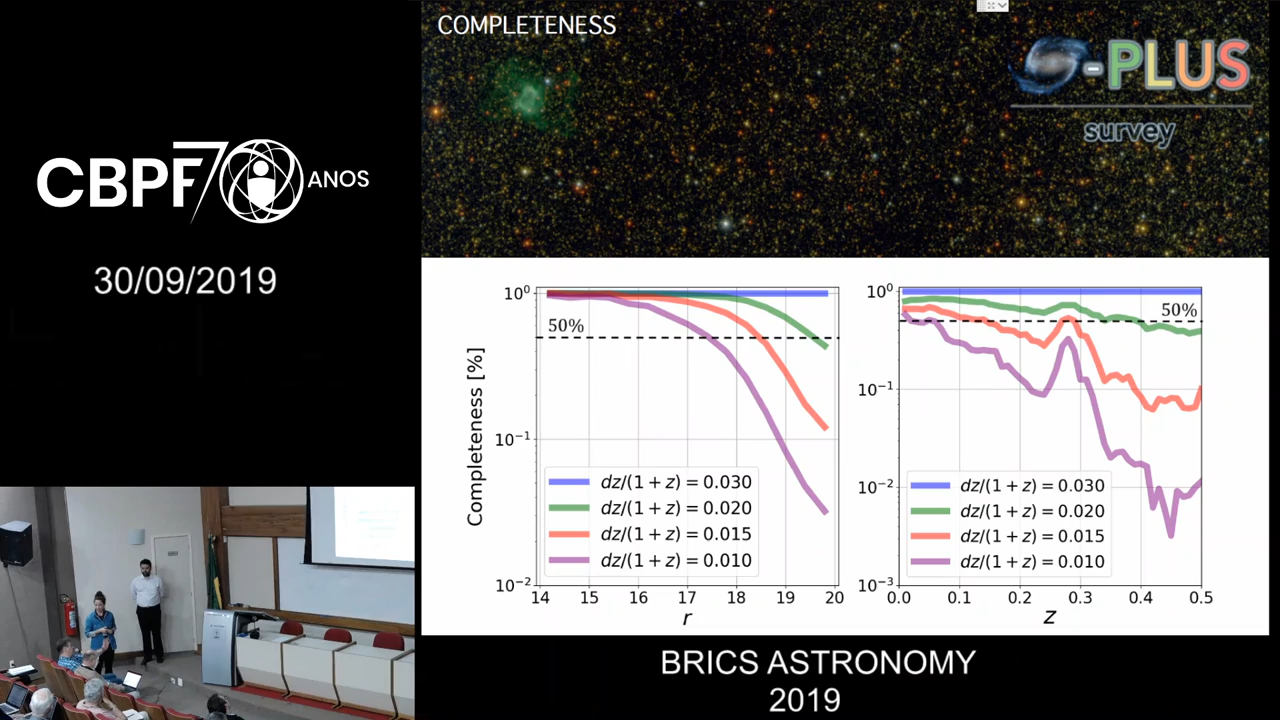 COMPLETENESS
S-PLUS
survey
CBPF 70 ANOS
30/09/2019
Completeness [%]
10⁰
10⁻¹
10⁻²
50%
dz/(1 + z) = 0.030
dz/(1 + z) = 0.020
dz/(1 + z) = 0.015
dz/(1 + z) = 0.010
14 15 16 17 18 19 20
r
10⁰
10⁻¹
10⁻²
10⁻³
50%
dz/(1 + z) = 0.030
dz/(1 + z) = 0.020
dz/(1 + z) = 0.015
dz/(1 + z) = 0.010
0.0 0.1 0.2 0.3 0.4 0.5
z
BRICS ASTRONOMY
2019